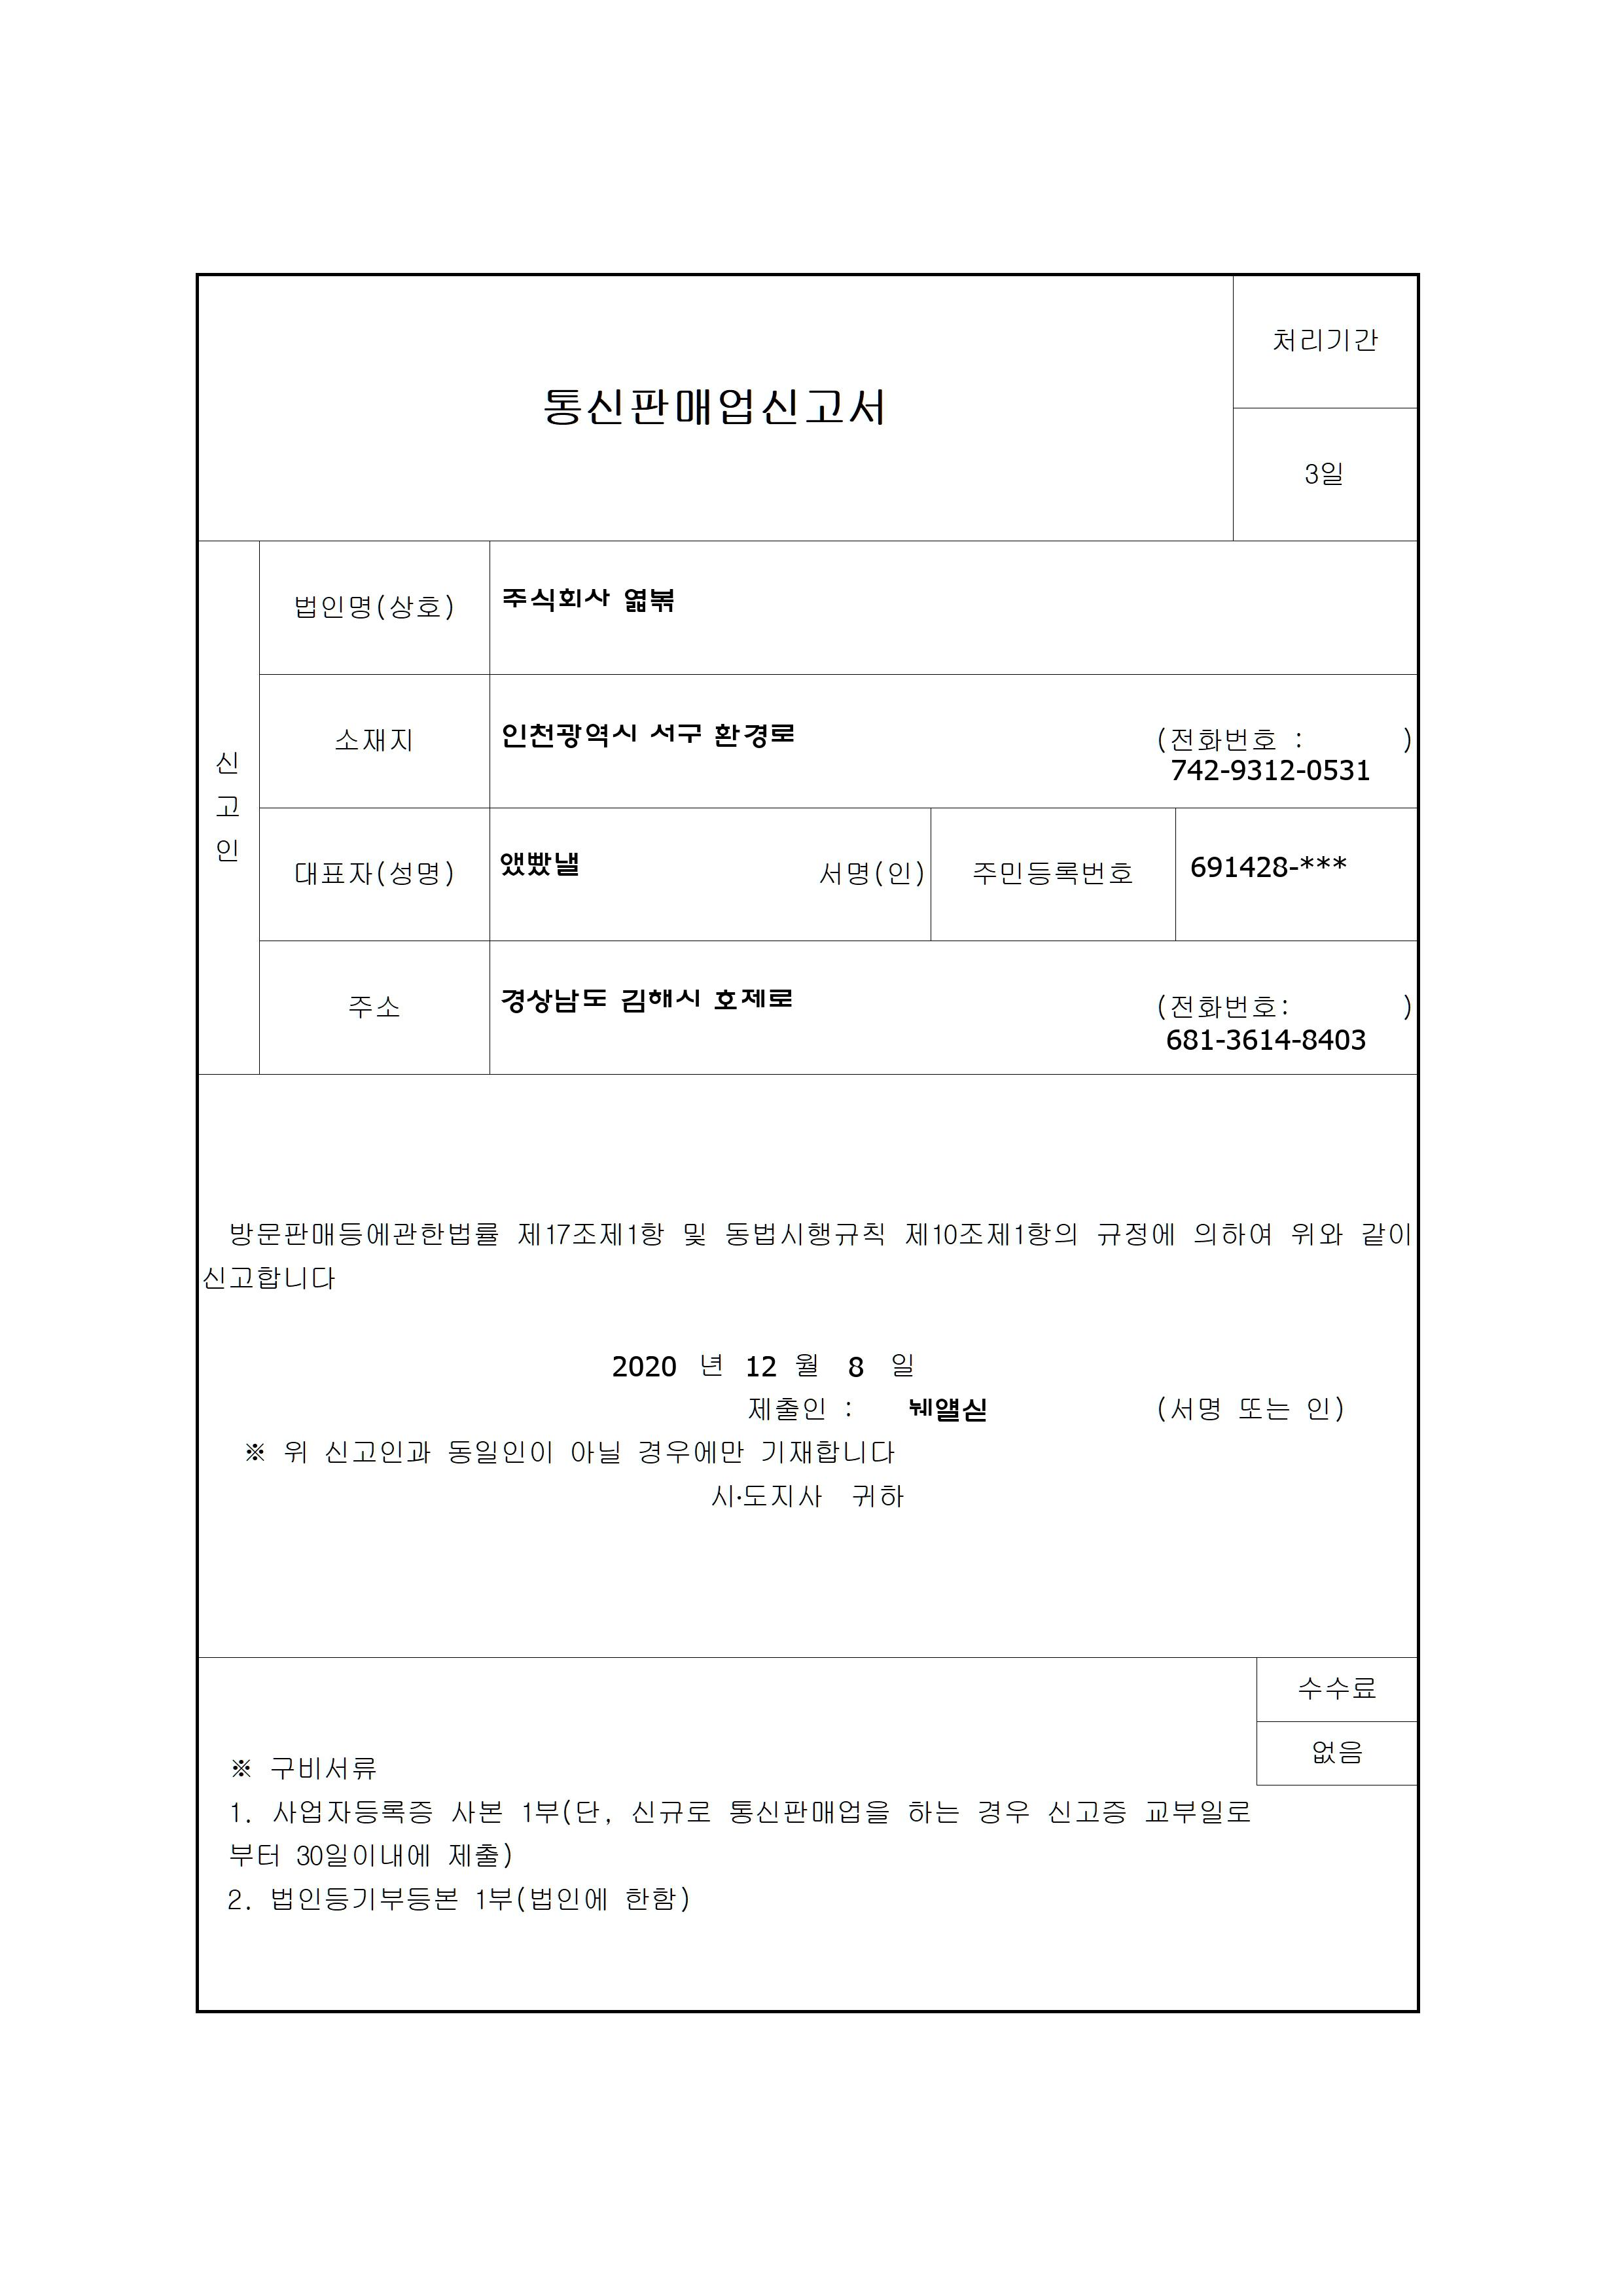 통신판매업신고서
처리기간
3일
신고인
법인명(상호)
주식회사 엷볶
소재지
인천광역시 서구 환경로
(전화번호 : )
742-9312-0531
대표자(성명)
앴빴낼
서명(인)
주민등록번호
691428-***
주소
경상남도 김해시 호제로
(전화번호: )
681-3614-8403
방문판매등에관한법률 제17조제1항 및 동법시행규칙 제10조제1항의 규정에 의하여 위와 같이
신고합니다
2020 년 12 월 8 일
제출인 : 눼얠싣 (서명 또는 인)
※ 위 신고인과 동일인이 아닐 경우에만 기재합니다
시·도지사 귀하
수수료
없음
※ 구비서류
1. 사업자등록증 사본 1부(단, 신규로 통신판매업을 하는 경우 신고증 교부일로
부터 30일이내에 제출)
2. 법인등기부등본 1부(법인에 한함)